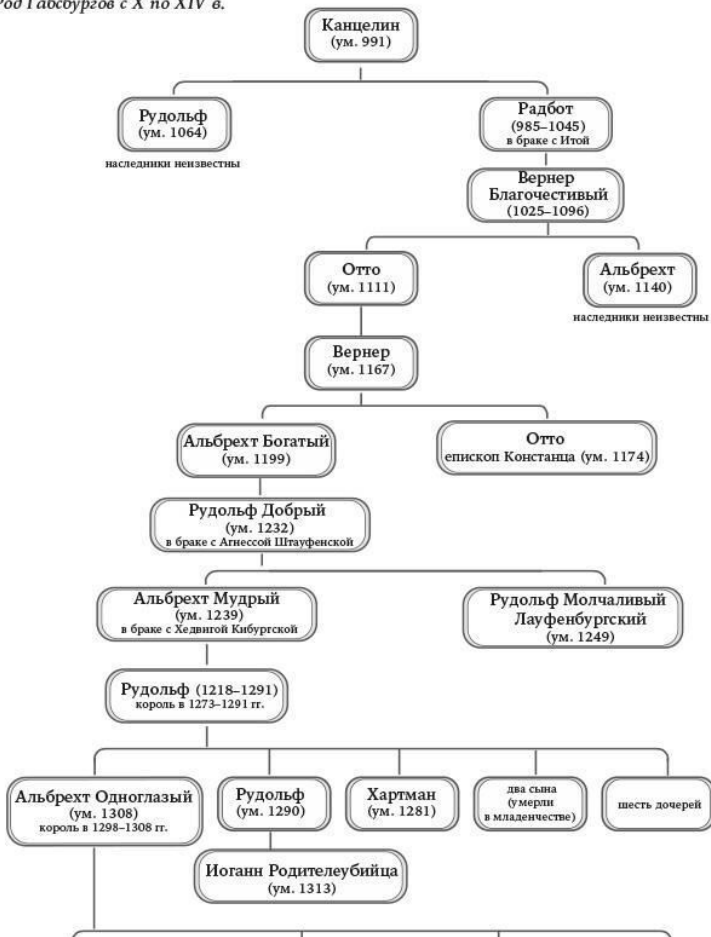 Род Габсбургов с X по XIV в.
Канцелин
(ум. 991)
Рудольф
(ум. 1064)
наследники неизвестны
Радбот
(985–1045)
в браке с Итой
Вернер
Благочестивый
(1025–1096)
Отто
(ум. 1111)
Альбрехт
(ум. 1140)
наследники неизвестны
Вернер
(ум. 1167)
Альбрехт Богатый
(ум. 1199)
Отто
епископ Констанца (ум. 1174)
Рудольф Добрый
(ум. 1232)
в браке с Агнессой Штауфенской
Альбрехт Мудрый
(ум. 1239)
в браке с Хедвигой Кибургской
Рудольф Молчаливый
Лауфенбургский
(ум. 1249)
Рудольф (1218–1291)
король в 1273–1291 гг.
Альбрехт Одноглазый
(ум. 1308)
король в 1298–1308 гг.
Рудольф
(ум. 1290)
Хартман
(ум. 1281)
два сына
(умерли
в младенчестве)
шесть дочерей
Иоганн Родителеубийца
(ум. 1313)